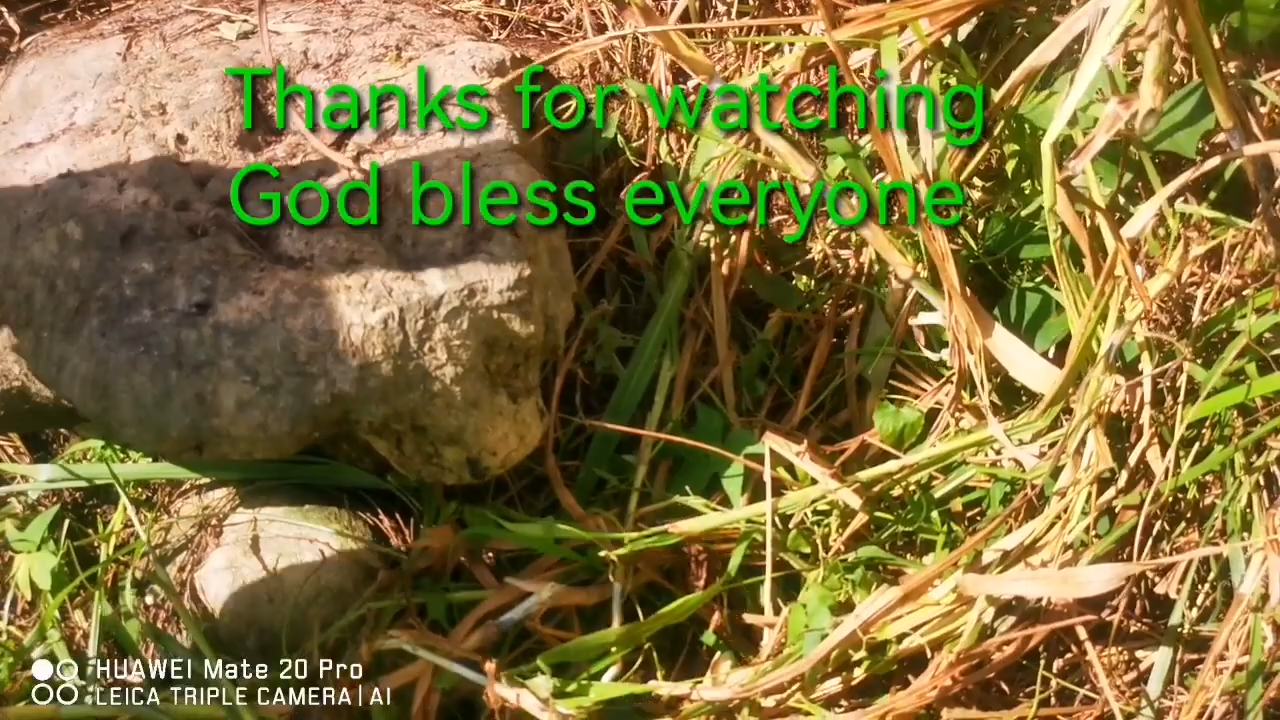 Thanks for watching
God bless everyone
HUAWEI Mate 20 Pro
LEICA TRIPLE CAMERA | AI